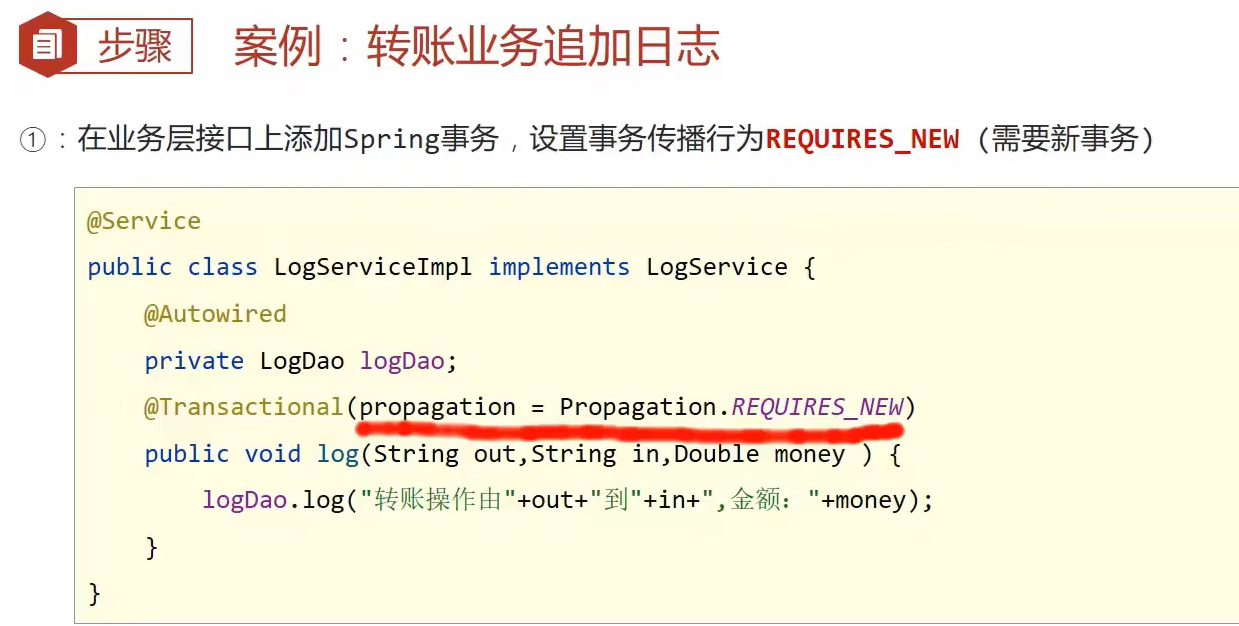 步骤
案例：转账业务追加日志
①：在业务层接口上添加Spring事务，设置事务传播行为REQUIRES_NEW（需要新事务）
@Service
public class LogServiceImpl implements LogService {
    @Autowired
    private LogDao logDao;
    @Transactional(propagation = Propagation.REQUIRES_NEW)
    public void log(String out,String in,Double money ) {
        logDao.log("转账操作由"+out+"到"+in+",金额："+money);
    }
}